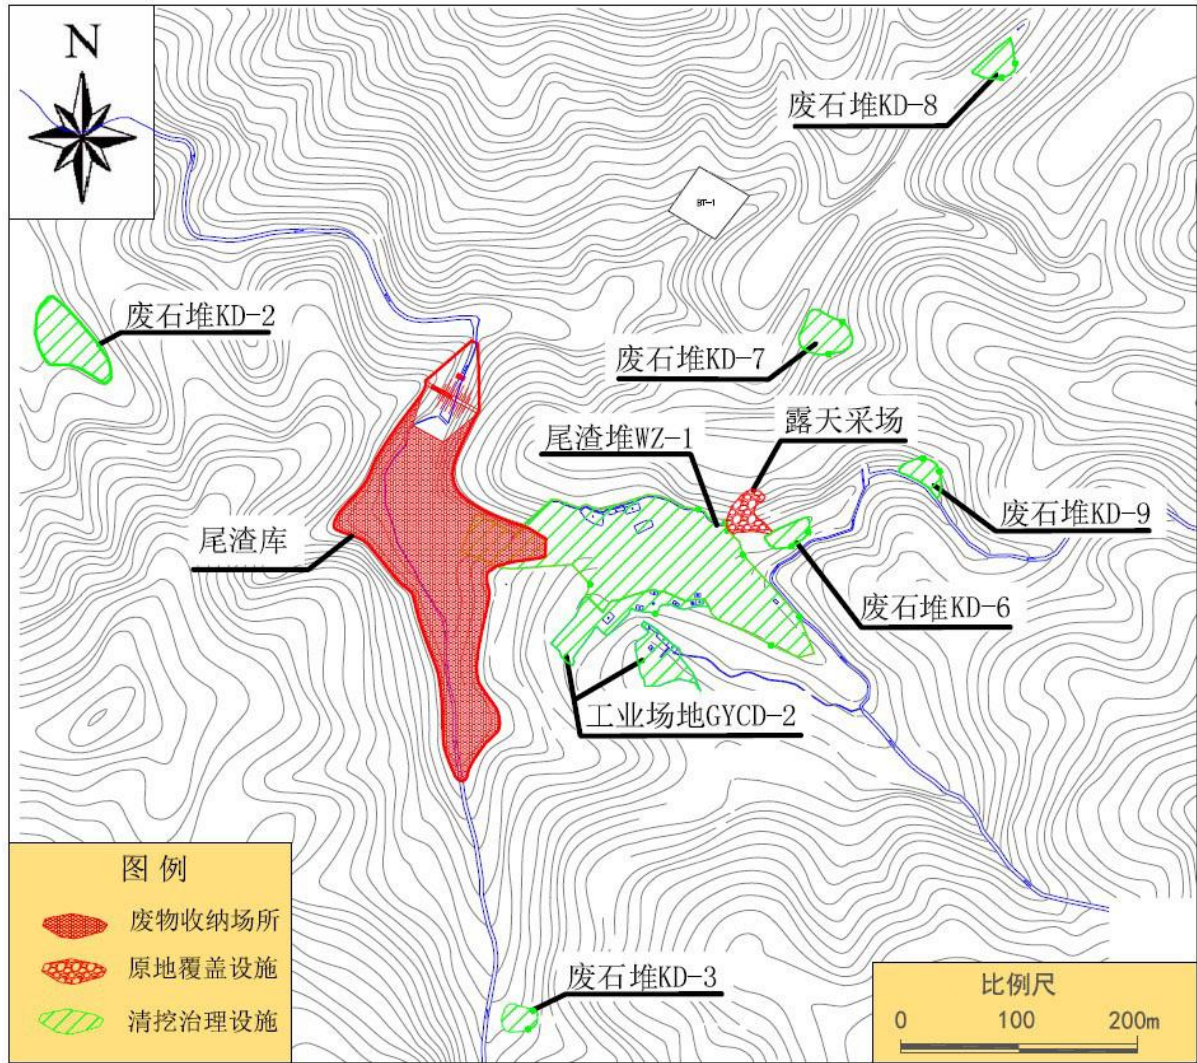 N
废石堆KD-8
BT-1
废石堆KD-2
废石堆KD-7
露天采场
尾渣堆WZ-1
废石堆KD-9
尾渣库
废石堆KD-6
工业场地GYCD-2
图 例
废物收纳场所
原地覆盖设施
清挖治理设施
废石堆KD-3
比例尺
0 100 200m